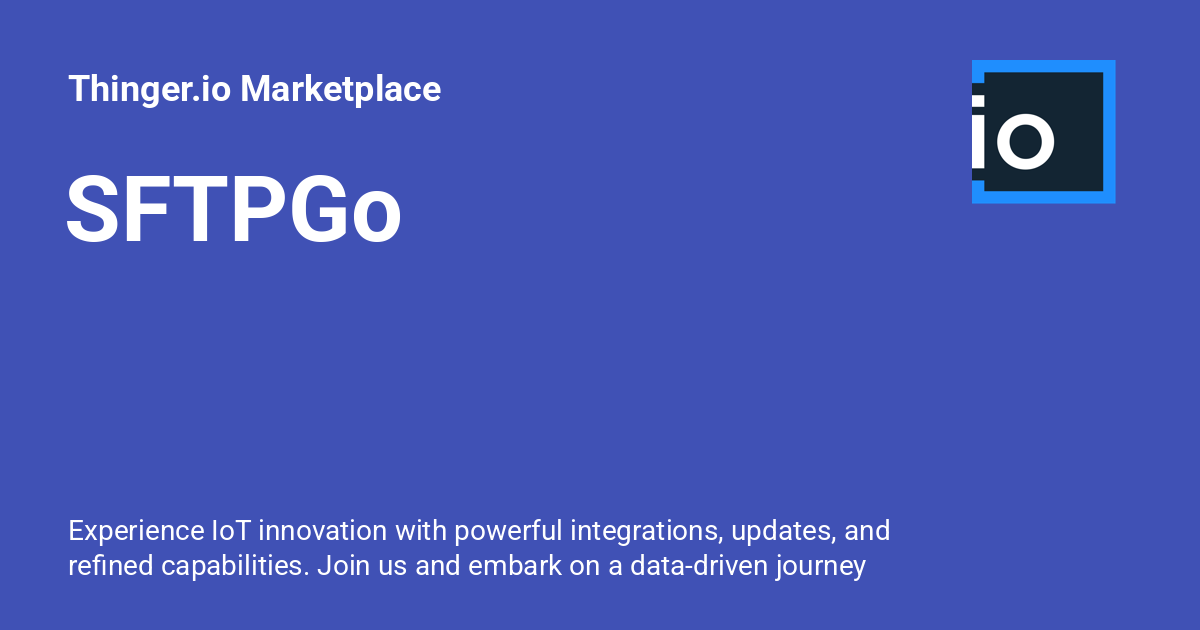 Thinger.io Marketplace
io
SFTPGo
Experience IoT innovation with powerful integrations, updates, and
refined capabilities. Join us and embark on a data-driven journey